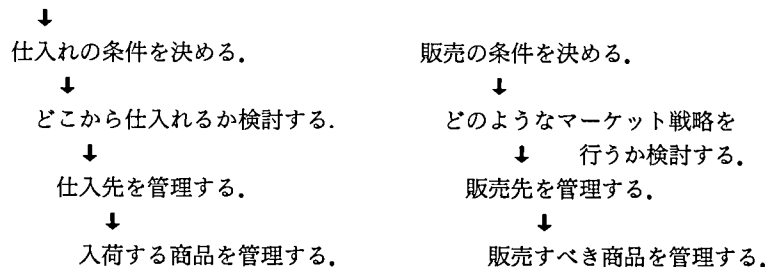 ↓
仕入れの条件を決める.
↓
どこから仕入れるか検討する.
↓
仕入先を管理する.
↓
入荷する商品を管理する.
販売の条件を決める.
↓
どのようなマーケット戦略を
↓ 行うか検討する.
販売先を管理する.
↓
販売すべき商品を管理する.